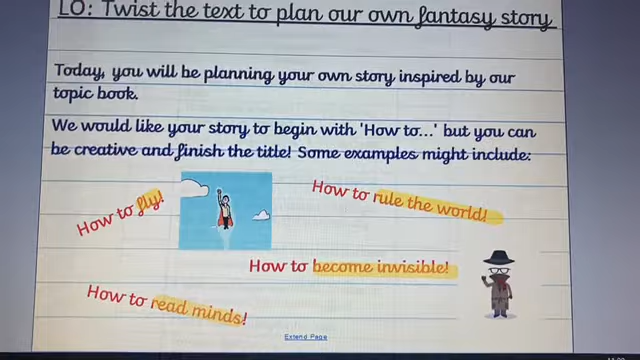 LO: Twist the text to plan our own fantasy story
Today, you will be planning your own story inspired by our
topic book.
We would like your story to begin with 'How to...' but you can
be creative and finish the title! Some examples might include:
How to fly!
How to rule the world!
How to become invisible!
How to read minds!
Extend Page